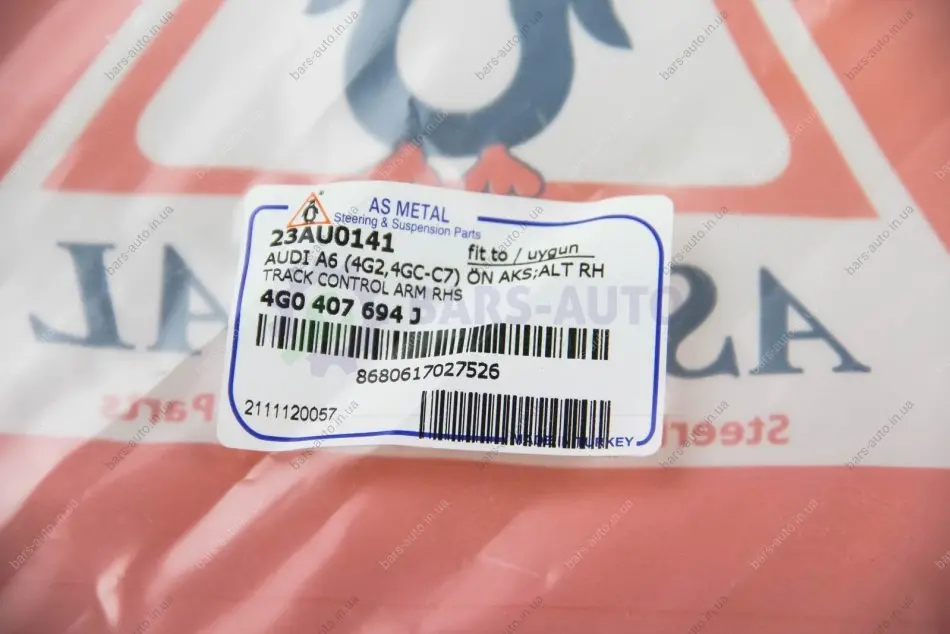 AS METAL
Steering & Suspension Parts
23AU0141
fit to / uygun
AUDI A6 (4G2,4GC-C7) ÖN AKS;ALT RH
TRACK CONTROL ARM RHS
4G0 407 694 J
BARS-AUTO
8680617027526
2111120057
MADE IN TURKEY
AS
AL
Steeri
Parts
bars-auto.in.ua